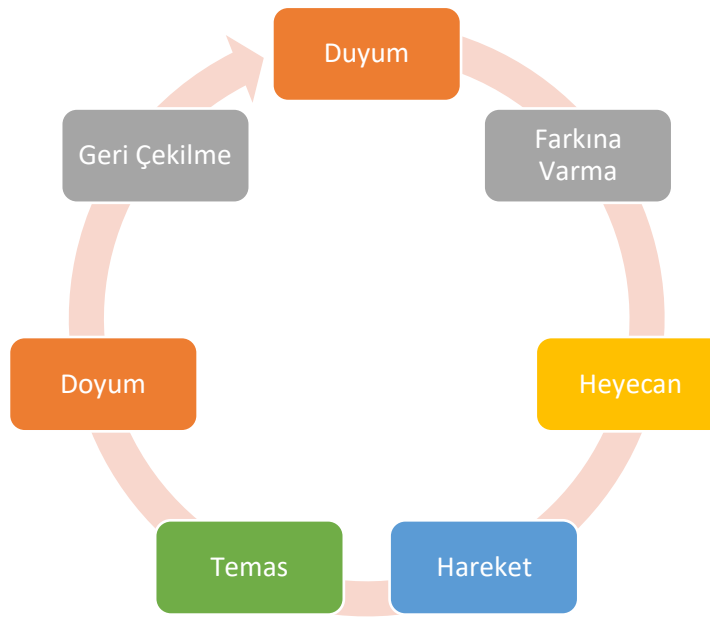 Duyum
Farkına
Varma
Heyecan
Hareket
Temas
Doyum
Geri Çekilme